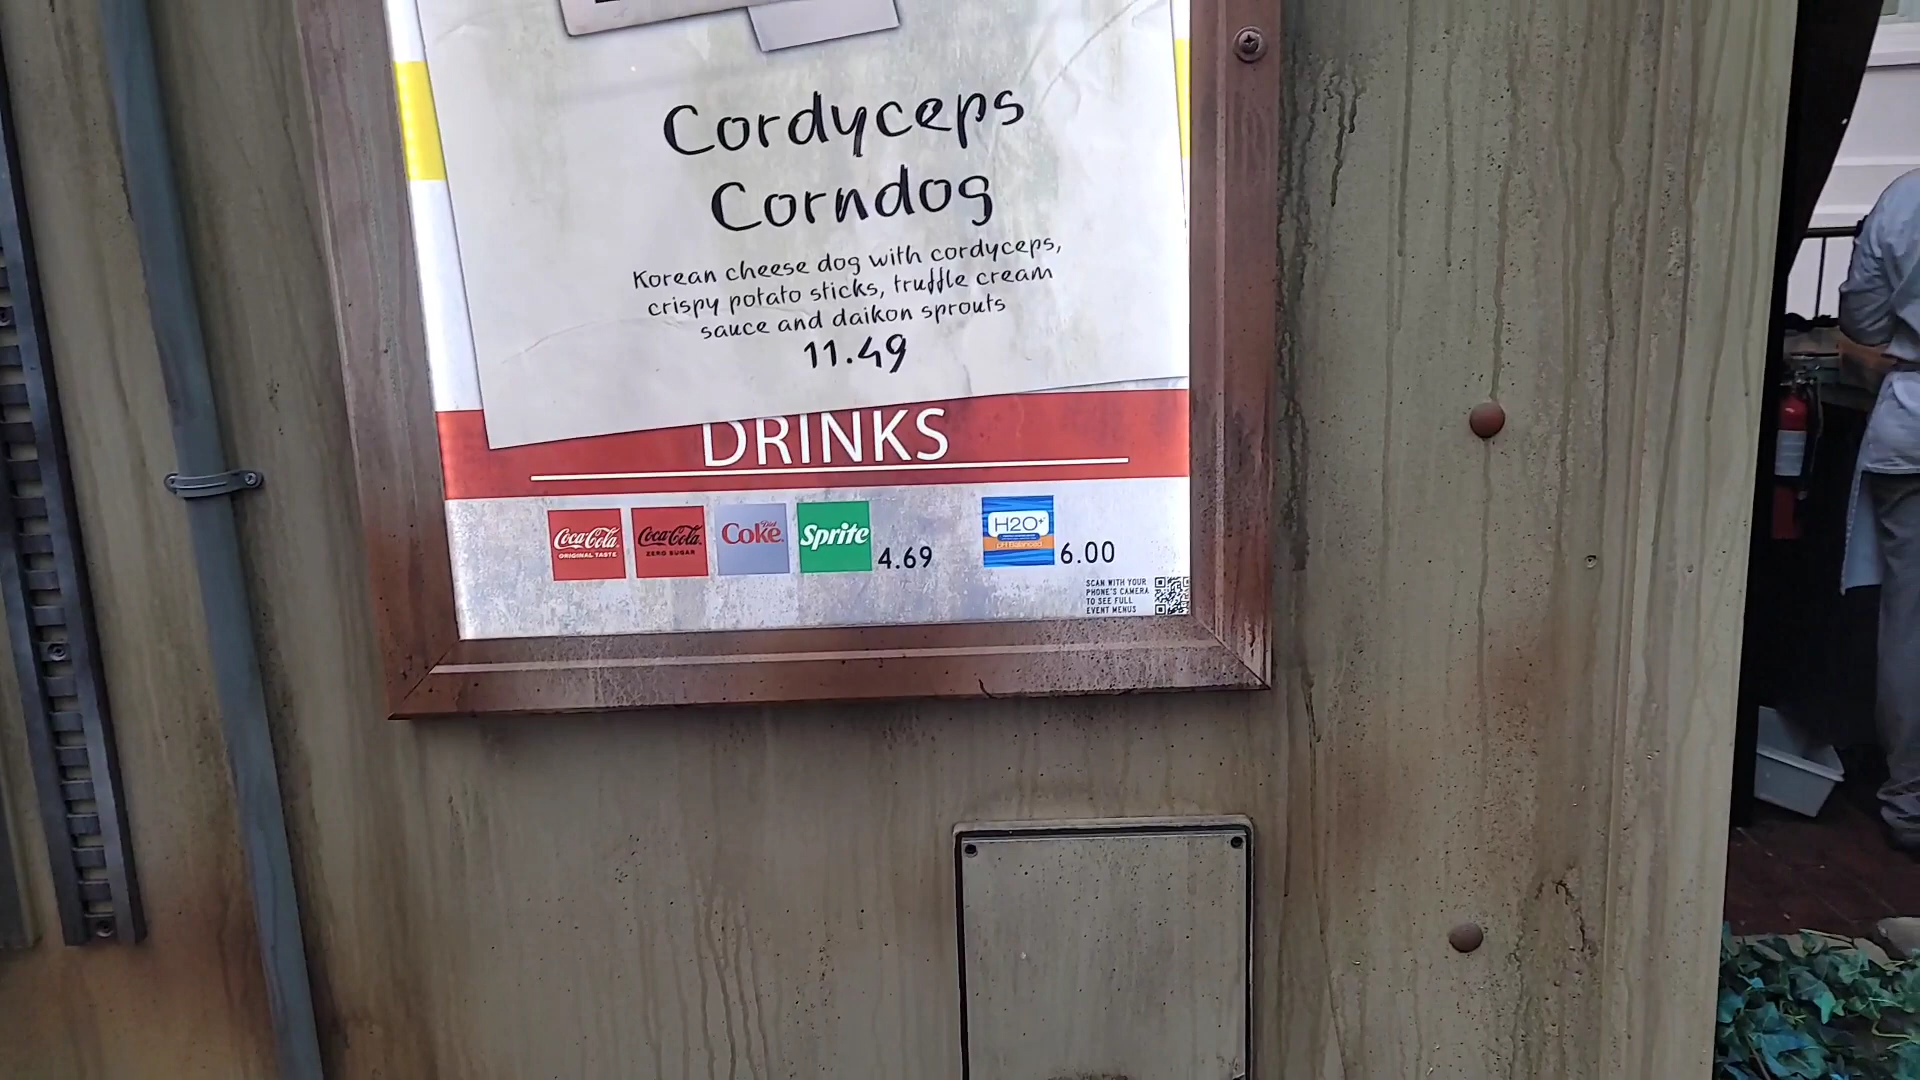 Cordyceps
Corndog
Korean cheese dog with cordyceps,
crispy potato sticks, truffle cream
sauce and daikon sprouts
11.49
DRINKS
Coca-Cola
ORIGINAL TASTE
Coca-Cola
ZERO SUGAR
Diet
Coke
Sprite
4.69
H2O+
pH Balanced
6.00
SCAN WITH YOUR
PHONE'S CAMERA
TO SEE FULL
EVENT MENUS